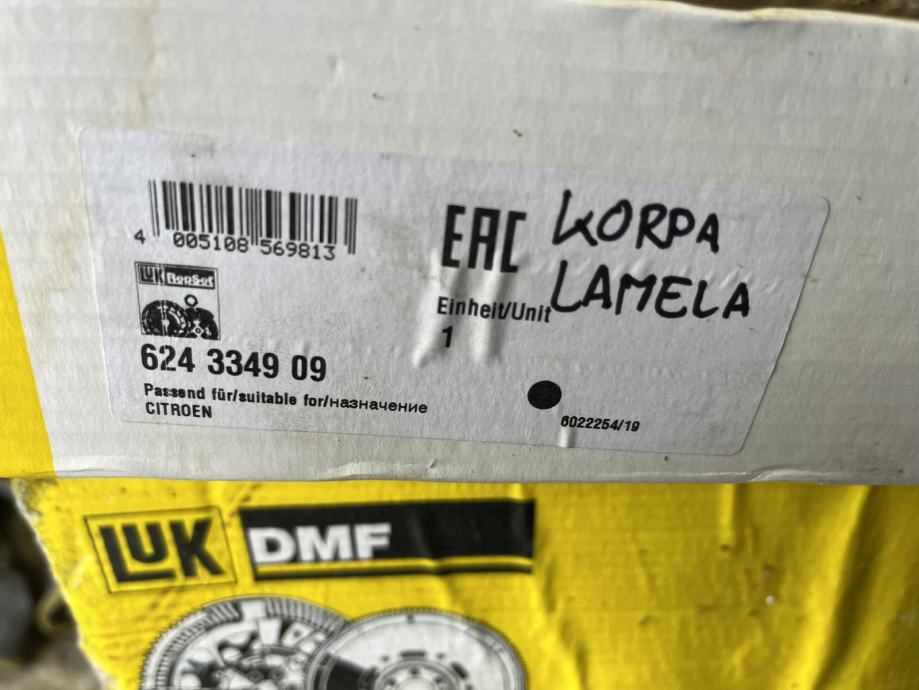 4 005108 569813
EAC
KORPA
LAMELA
LUK RepSet
Einheit/Unit
1
624 3349 09
Passend für/suitable for/назначение
CITROEN
6022254/19
LUK DMF